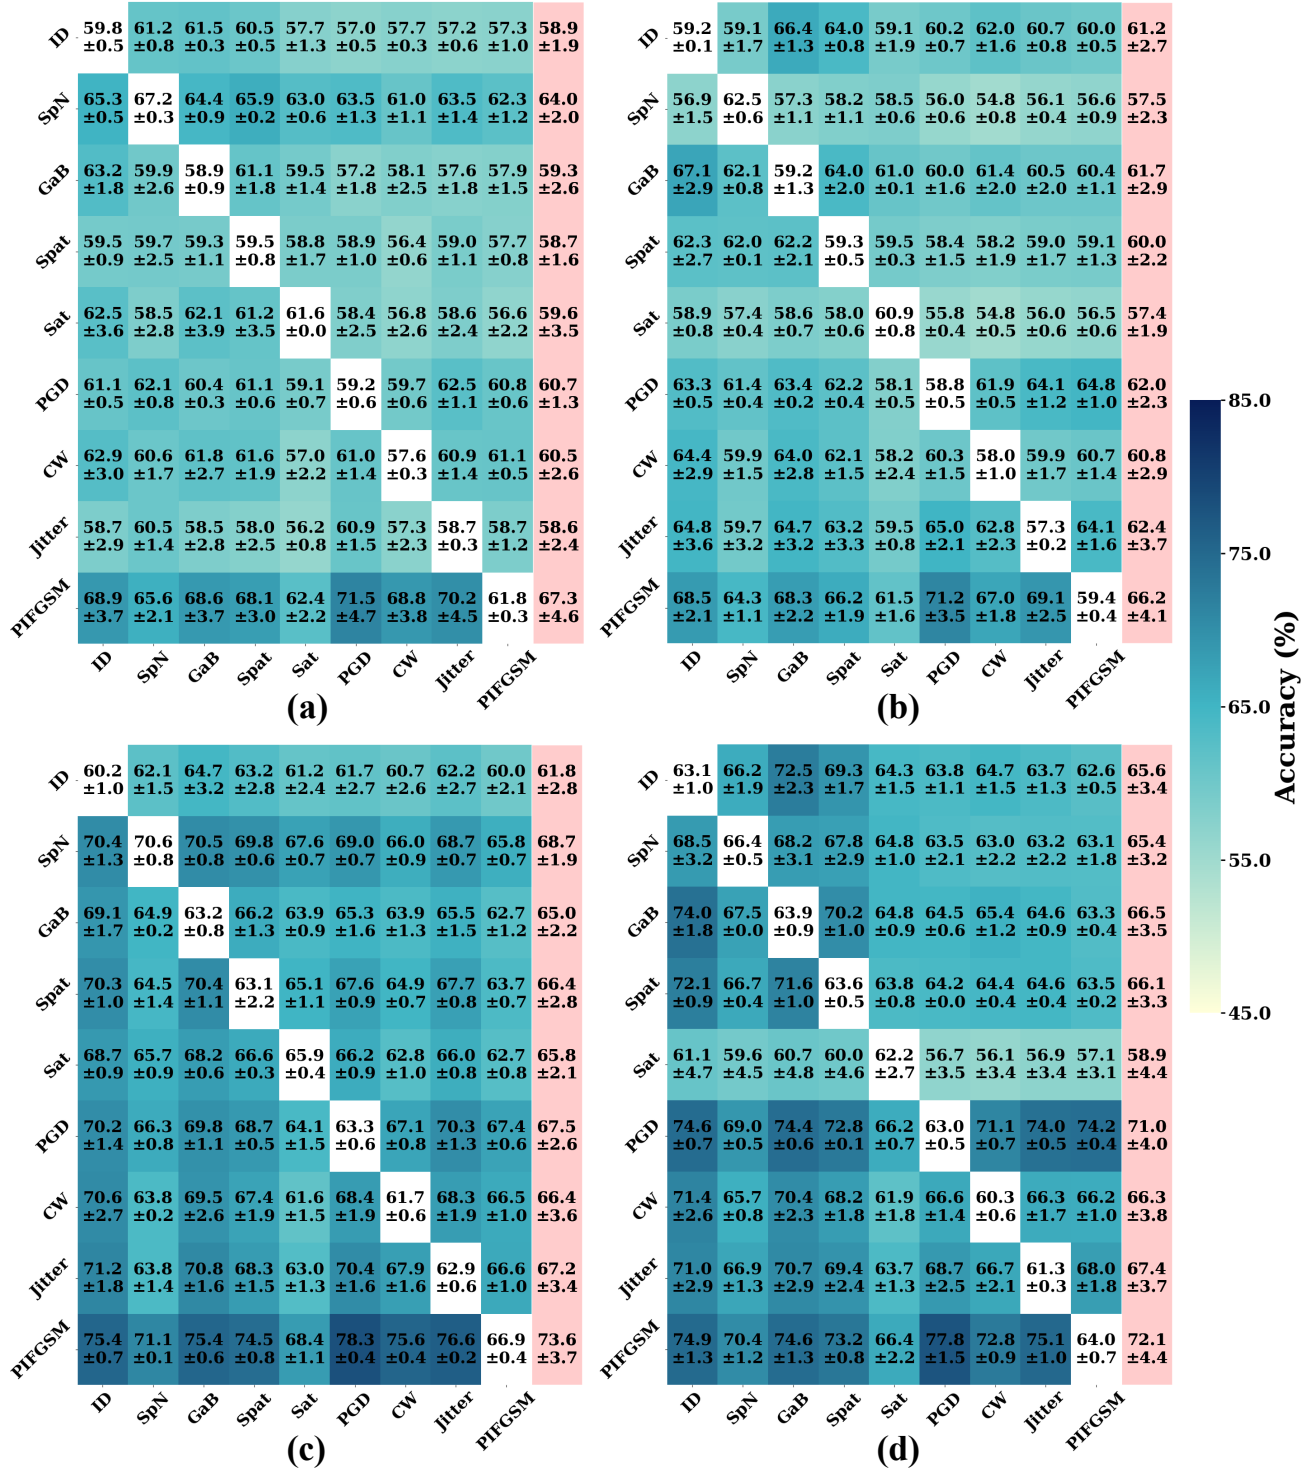 ID 59.8 61.2 61.5 60.5 57.7 57.0 57.7 57.2 57.3 58.9
±0.5 ±0.8 ±0.3 ±0.5 ±1.3 ±0.5 ±0.3 ±0.6 ±1.0 ±1.9
SpN 65.3 67.2 64.4 65.9 63.0 63.5 61.0 63.5 62.3 64.0
±0.5 ±0.3 ±0.9 ±0.2 ±0.6 ±1.3 ±1.1 ±1.4 ±1.2 ±2.0
GaB 63.2 59.9 58.9 61.1 59.5 57.2 58.1 57.6 57.9 59.3
±1.8 ±2.6 ±0.9 ±1.8 ±1.4 ±1.8 ±2.5 ±1.8 ±1.5 ±2.6
Spat 59.5 59.7 59.3 59.5 58.8 58.9 56.4 59.0 57.7 58.7
±0.9 ±2.5 ±1.1 ±0.8 ±1.7 ±1.0 ±0.6 ±1.1 ±0.8 ±1.6
Sat 62.5 58.5 62.1 61.2 61.6 58.4 56.8 58.6 56.6 59.6
±3.6 ±2.8 ±3.9 ±3.5 ±0.0 ±2.5 ±2.6 ±2.4 ±2.2 ±3.5
PGD 61.1 62.1 60.4 61.1 59.1 59.2 59.7 62.5 60.8 60.7
±0.5 ±0.8 ±0.3 ±0.6 ±0.7 ±0.6 ±0.6 ±1.1 ±0.6 ±1.3
CW 62.9 60.6 61.8 61.6 57.0 61.0 57.6 60.9 61.1 60.5
±3.0 ±1.7 ±2.7 ±1.9 ±2.2 ±1.4 ±0.3 ±1.4 ±0.5 ±2.6
Jitter 58.7 60.5 58.5 58.0 56.2 60.9 57.3 58.7 58.7 58.6
±2.9 ±1.4 ±2.8 ±2.5 ±0.8 ±1.5 ±2.3 ±0.3 ±1.2 ±2.4
PIFGSM 68.9 65.6 68.6 68.1 62.4 71.5 68.8 70.2 61.8 67.3
±3.7 ±2.1 ±3.7 ±3.0 ±2.2 ±4.7 ±3.8 ±4.5 ±0.3 ±4.6
ID SpN GaB Spat Sat PGD CW Jitter PIFGSM
(a)
ID 59.2 59.1 66.4 64.0 59.1 60.2 62.0 60.7 60.0 61.2
±0.1 ±1.7 ±1.3 ±0.8 ±1.9 ±0.7 ±1.6 ±0.8 ±0.5 ±2.7
SpN 56.9 62.5 57.3 58.2 58.5 56.0 54.8 56.1 56.6 57.5
±1.5 ±0.6 ±1.1 ±1.1 ±0.6 ±0.6 ±0.8 ±0.4 ±0.9 ±2.3
GaB 67.1 62.1 59.2 64.0 61.0 60.0 61.4 60.5 60.4 61.7
±2.9 ±0.8 ±1.3 ±2.0 ±0.1 ±1.6 ±2.0 ±2.0 ±1.1 ±2.9
Spat 62.3 62.0 62.2 59.3 59.5 58.4 58.2 59.0 59.1 60.0
±2.7 ±0.1 ±2.1 ±0.5 ±0.3 ±1.5 ±1.9 ±1.7 ±1.3 ±2.2
Sat 58.9 57.4 58.6 58.0 60.9 55.8 54.8 56.0 56.5 57.4
±0.8 ±0.4 ±0.7 ±0.6 ±0.8 ±0.4 ±0.5 ±0.6 ±0.6 ±1.9
PGD 63.3 61.4 63.4 62.2 58.1 58.8 61.9 64.1 64.8 62.0
±0.5 ±0.4 ±0.2 ±0.4 ±0.5 ±0.5 ±0.5 ±1.2 ±1.0 ±2.3
CW 64.4 59.9 64.0 62.1 58.2 60.3 58.0 59.9 60.7 60.8
±2.9 ±1.5 ±2.8 ±1.5 ±2.4 ±1.5 ±1.0 ±1.7 ±1.4 ±2.9
Jitter 64.8 59.7 64.7 63.2 59.5 65.0 62.8 57.3 64.1 62.4
±3.6 ±3.2 ±3.2 ±3.3 ±0.8 ±2.1 ±2.3 ±0.2 ±1.6 ±3.7
PIFGSM 68.5 64.3 68.3 66.2 61.5 71.2 67.0 69.1 59.4 66.2
±2.1 ±1.1 ±2.2 ±1.9 ±1.6 ±3.5 ±1.8 ±2.5 ±0.4 ±4.1
ID SpN GaB Spat Sat PGD CW Jitter PIFGSM
(b)
85.0
75.0
65.0
55.0
45.0
Accuracy (%)
ID 60.2 62.1 64.7 63.2 61.2 61.7 60.7 62.2 60.0 61.8
±1.0 ±1.5 ±3.2 ±2.8 ±2.4 ±2.7 ±2.6 ±2.7 ±2.1 ±2.8
SpN 70.4 70.6 70.5 69.8 67.6 69.0 66.0 68.7 65.8 68.7
±1.3 ±0.8 ±0.8 ±0.6 ±0.7 ±0.7 ±0.9 ±0.7 ±0.7 ±1.9
GaB 69.1 64.9 63.2 66.2 63.9 65.3 63.9 65.5 62.7 65.0
±1.7 ±0.2 ±0.8 ±1.3 ±0.9 ±1.6 ±1.3 ±1.5 ±1.2 ±2.2
Spat 70.3 64.5 70.4 63.1 65.1 67.6 64.9 67.7 63.7 66.4
±1.0 ±1.4 ±1.1 ±2.2 ±1.1 ±0.9 ±0.7 ±0.8 ±0.7 ±2.8
Sat 68.7 65.7 68.2 66.6 65.9 66.2 62.8 66.0 62.7 65.8
±0.9 ±0.9 ±0.6 ±0.3 ±0.4 ±0.9 ±1.0 ±0.8 ±0.8 ±2.1
PGD 70.2 66.3 69.8 68.7 64.1 63.3 67.1 70.3 67.4 67.5
±1.4 ±0.8 ±1.1 ±0.5 ±1.5 ±0.6 ±0.8 ±1.3 ±0.6 ±2.6
CW 70.6 63.8 69.5 67.4 61.6 68.4 61.7 68.3 66.5 66.4
±2.7 ±0.2 ±2.6 ±1.9 ±1.5 ±1.9 ±0.6 ±1.9 ±1.0 ±3.6
Jitter 71.2 63.8 70.8 68.3 63.0 70.4 67.9 62.9 66.6 67.2
±1.8 ±1.4 ±1.6 ±1.5 ±1.3 ±1.6 ±1.6 ±0.6 ±1.0 ±3.4
PIFGSM 75.4 71.1 75.4 74.5 68.4 78.3 75.6 76.6 66.9 73.6
±0.7 ±0.1 ±0.6 ±0.8 ±1.1 ±0.4 ±0.4 ±0.2 ±0.4 ±3.7
ID SpN GaB Spat Sat PGD CW Jitter PIFGSM
(c)
ID 63.1 66.2 72.5 69.3 64.3 63.8 64.7 63.7 62.6 65.6
±1.0 ±1.9 ±2.3 ±1.7 ±1.5 ±1.1 ±1.5 ±1.3 ±0.5 ±3.4
SpN 68.5 66.4 68.2 67.8 64.8 63.5 63.0 63.2 63.1 65.4
±3.2 ±0.5 ±3.1 ±2.9 ±1.0 ±2.1 ±2.2 ±2.2 ±1.8 ±3.2
GaB 74.0 67.5 63.9 70.2 64.8 64.5 65.4 64.6 63.3 66.5
±1.8 ±0.0 ±0.9 ±1.0 ±0.9 ±0.6 ±1.2 ±0.9 ±0.4 ±3.5
Spat 72.1 66.7 71.6 63.6 63.8 64.2 64.4 64.6 63.5 66.1
±0.9 ±0.4 ±1.0 ±0.5 ±0.8 ±0.0 ±0.4 ±0.4 ±0.2 ±3.3
Sat 61.1 59.6 60.7 60.0 62.2 56.7 56.1 56.9 57.1 58.9
±4.7 ±4.5 ±4.8 ±4.6 ±2.7 ±3.5 ±3.4 ±3.4 ±3.1 ±4.4
PGD 74.6 69.0 74.4 72.8 66.2 63.0 71.1 74.0 74.2 71.0
±0.7 ±0.5 ±0.6 ±0.1 ±0.7 ±0.5 ±0.7 ±0.5 ±0.4 ±4.0
CW 71.4 65.7 70.4 68.2 61.9 66.6 60.3 66.3 66.2 66.3
±2.6 ±0.8 ±2.3 ±1.8 ±1.8 ±1.4 ±0.6 ±1.7 ±1.0 ±3.8
Jitter 71.0 66.9 70.7 69.4 63.7 68.7 66.7 61.3 68.0 67.4
±2.9 ±1.3 ±2.9 ±2.4 ±1.3 ±2.5 ±2.1 ±0.3 ±1.8 ±3.7
PIFGSM 74.9 70.4 74.6 73.2 66.4 77.8 72.8 75.1 64.0 72.1
±1.3 ±1.2 ±1.3 ±0.8 ±2.2 ±1.5 ±0.9 ±1.0 ±0.7 ±4.4
ID SpN GaB Spat Sat PGD CW Jitter PIFGSM
(d)